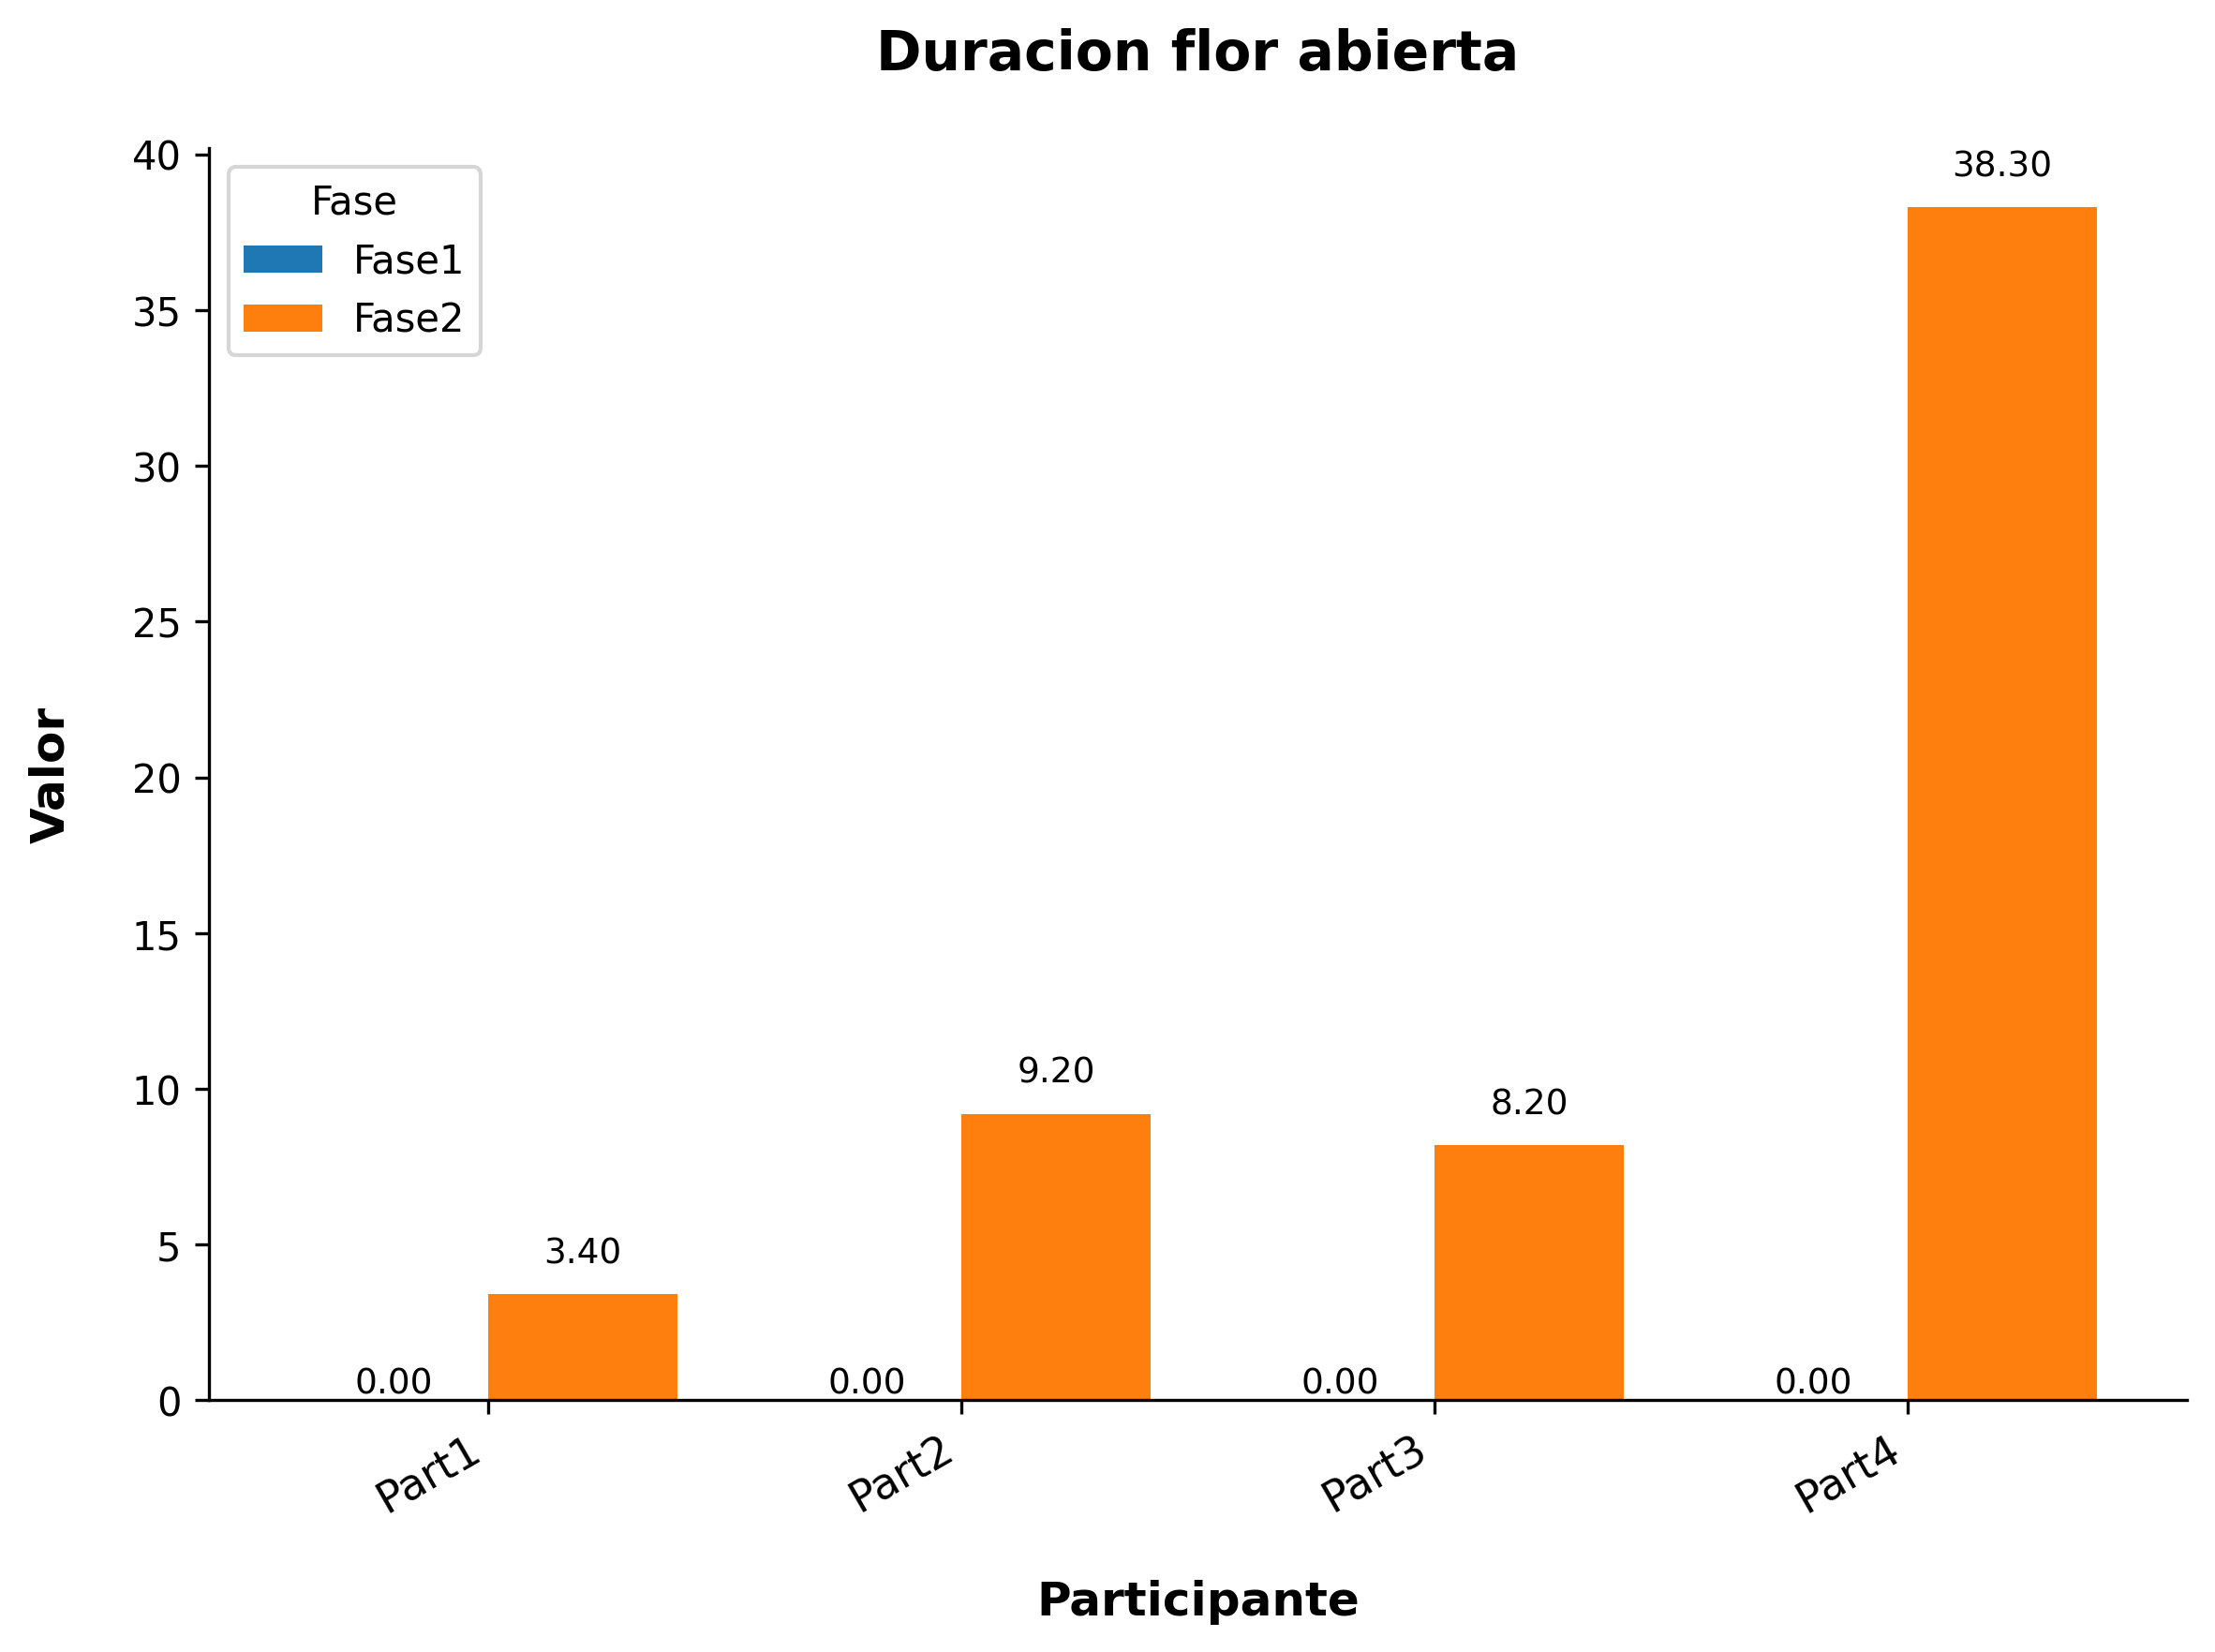 Duracion flor abierta
Fase
Fase1
Fase2
Valor
40
35
30
25
20
15
10
5
0
0.00
3.40
0.00
9.20
0.00
8.20
0.00
38.30
Part1
Part2
Part3
Part4
Participante